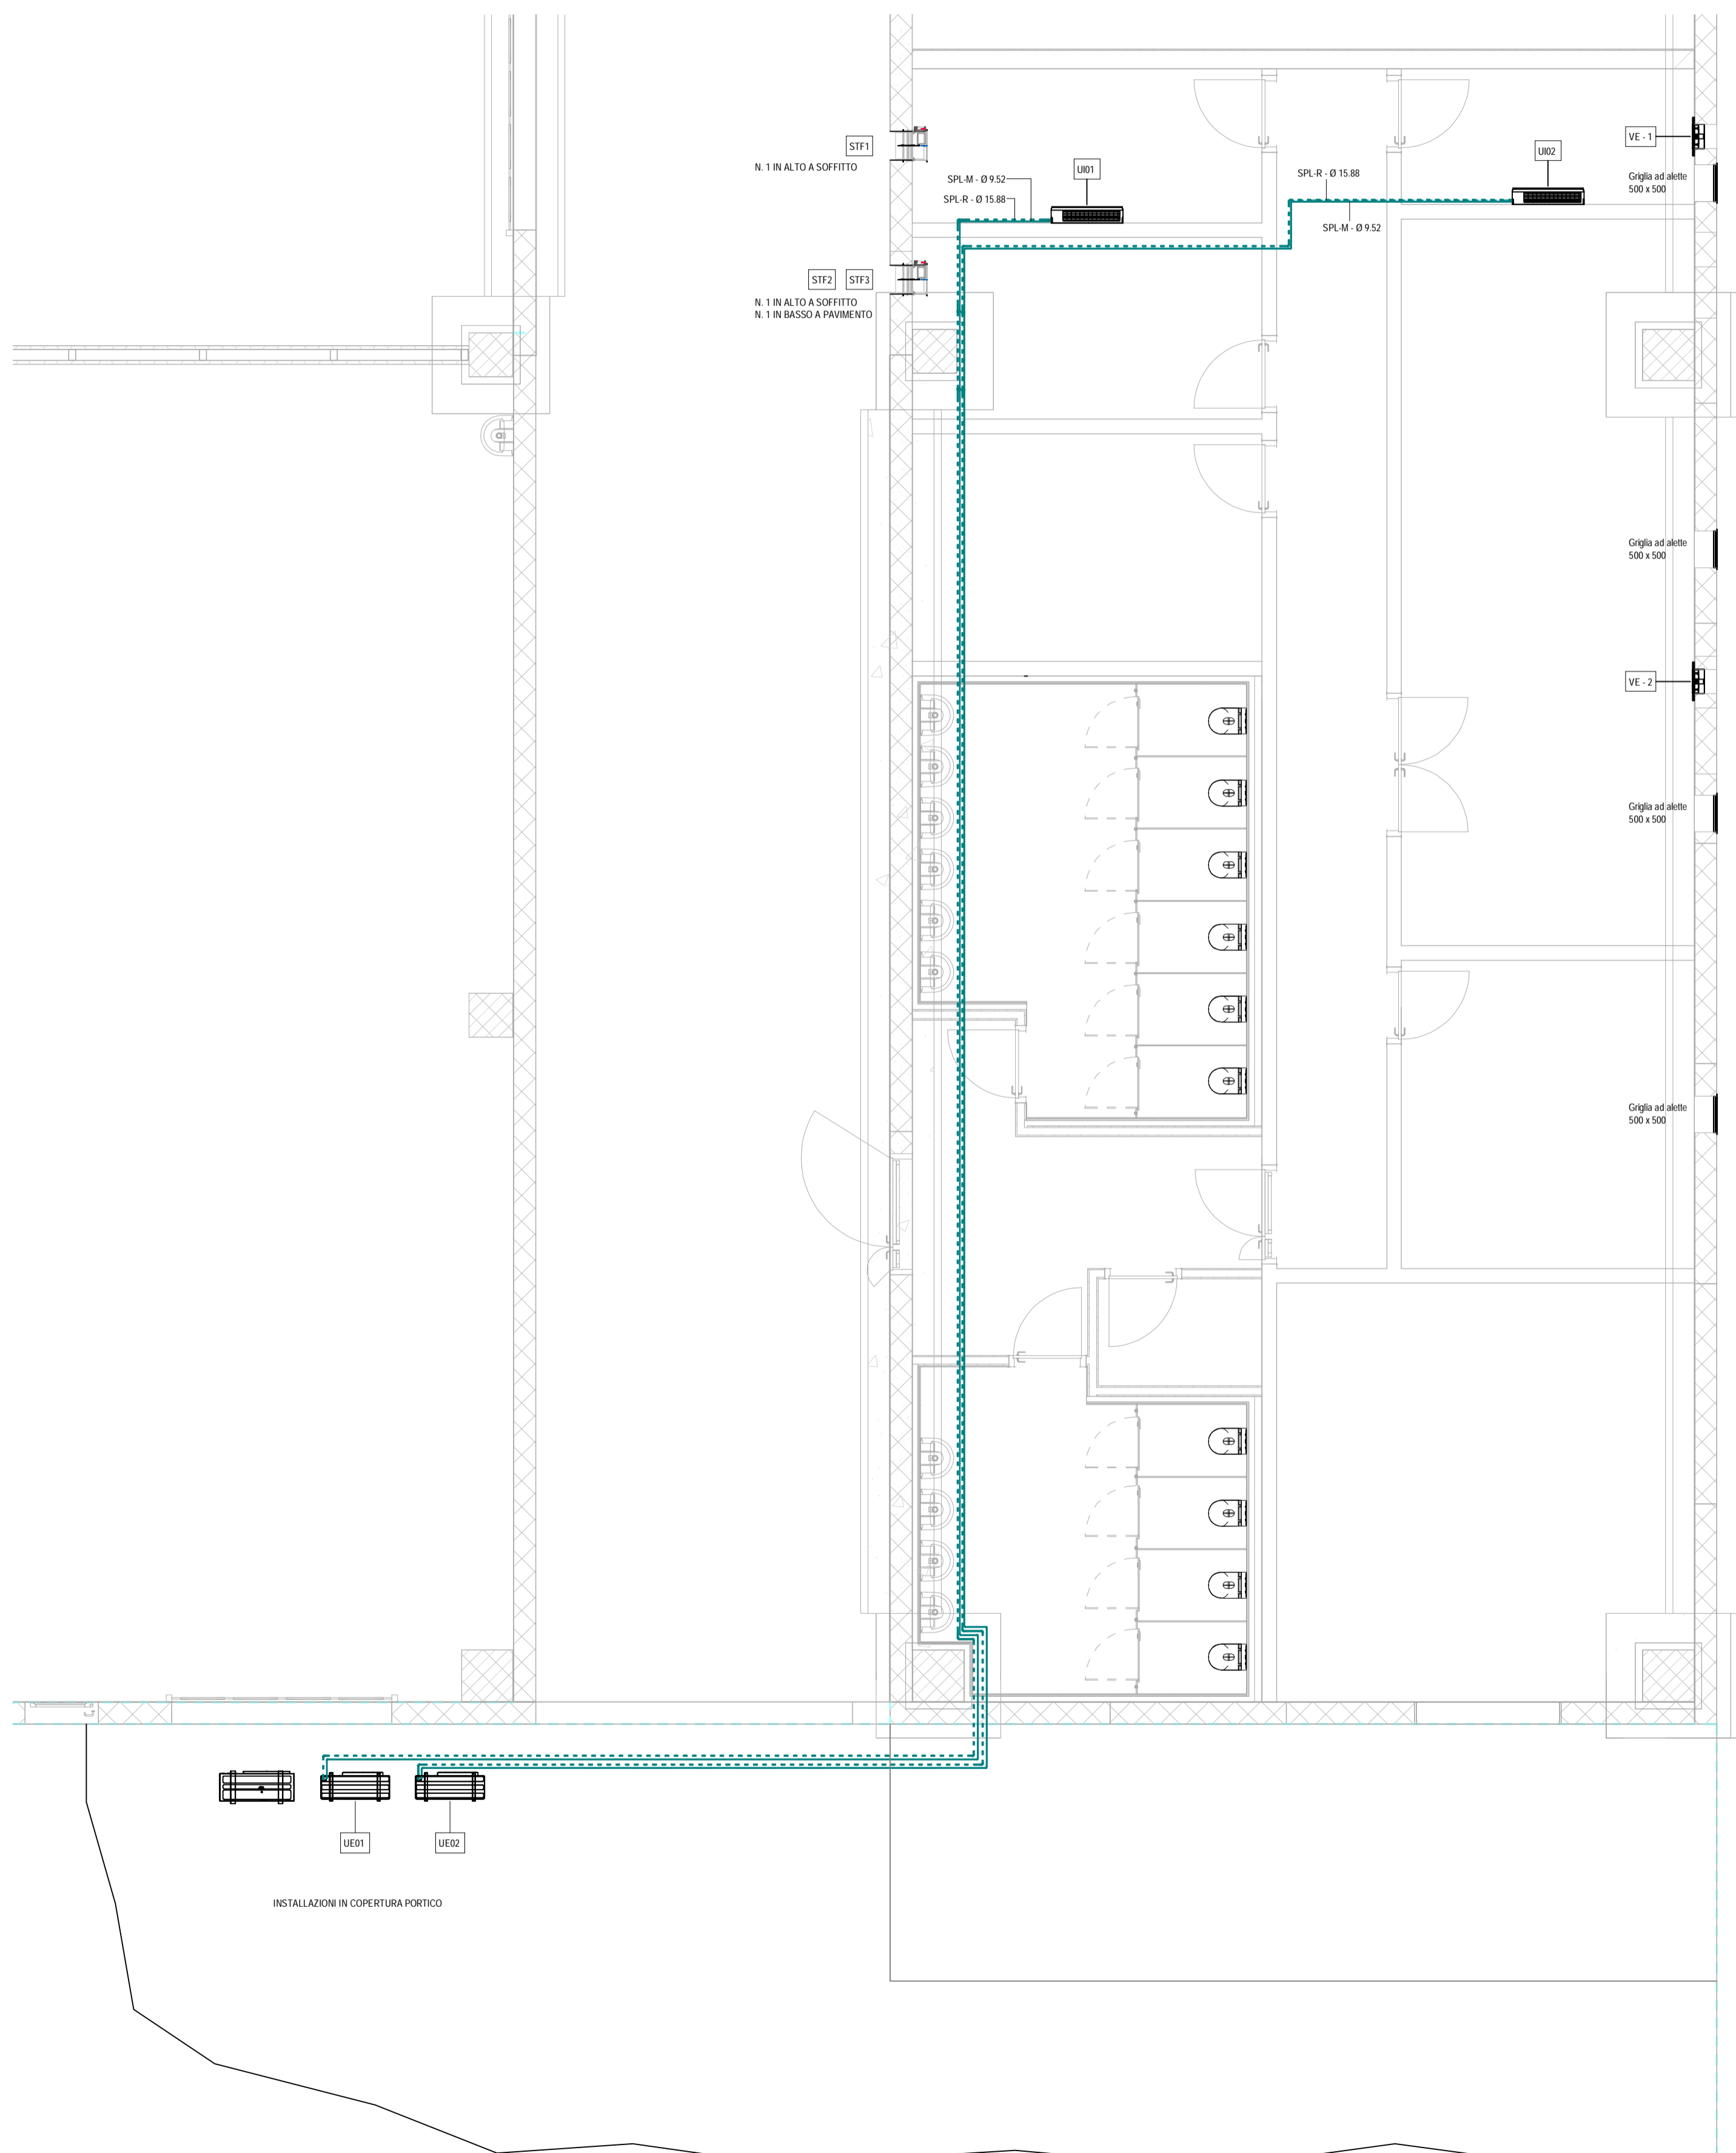 STF1
N. 1 IN ALTO A SOFFITTO
SPL-M - Ø 9.52
SPL-R - Ø 15.88
UI01
SPL-R - Ø 15.88
SPL-M - Ø 9.52
UI02
VE - 1
Griglia ad alette
500 x 500
STF2
STF3
N. 1 IN ALTO A SOFFITTO
N. 1 IN BASSO A PAVIMENTO
Griglia ad alette
500 x 500
VE - 2
Griglia ad alette
500 x 500
Griglia ad alette
500 x 500
UE01
UE02
INSTALLAZIONI IN COPERTURA PORTICO